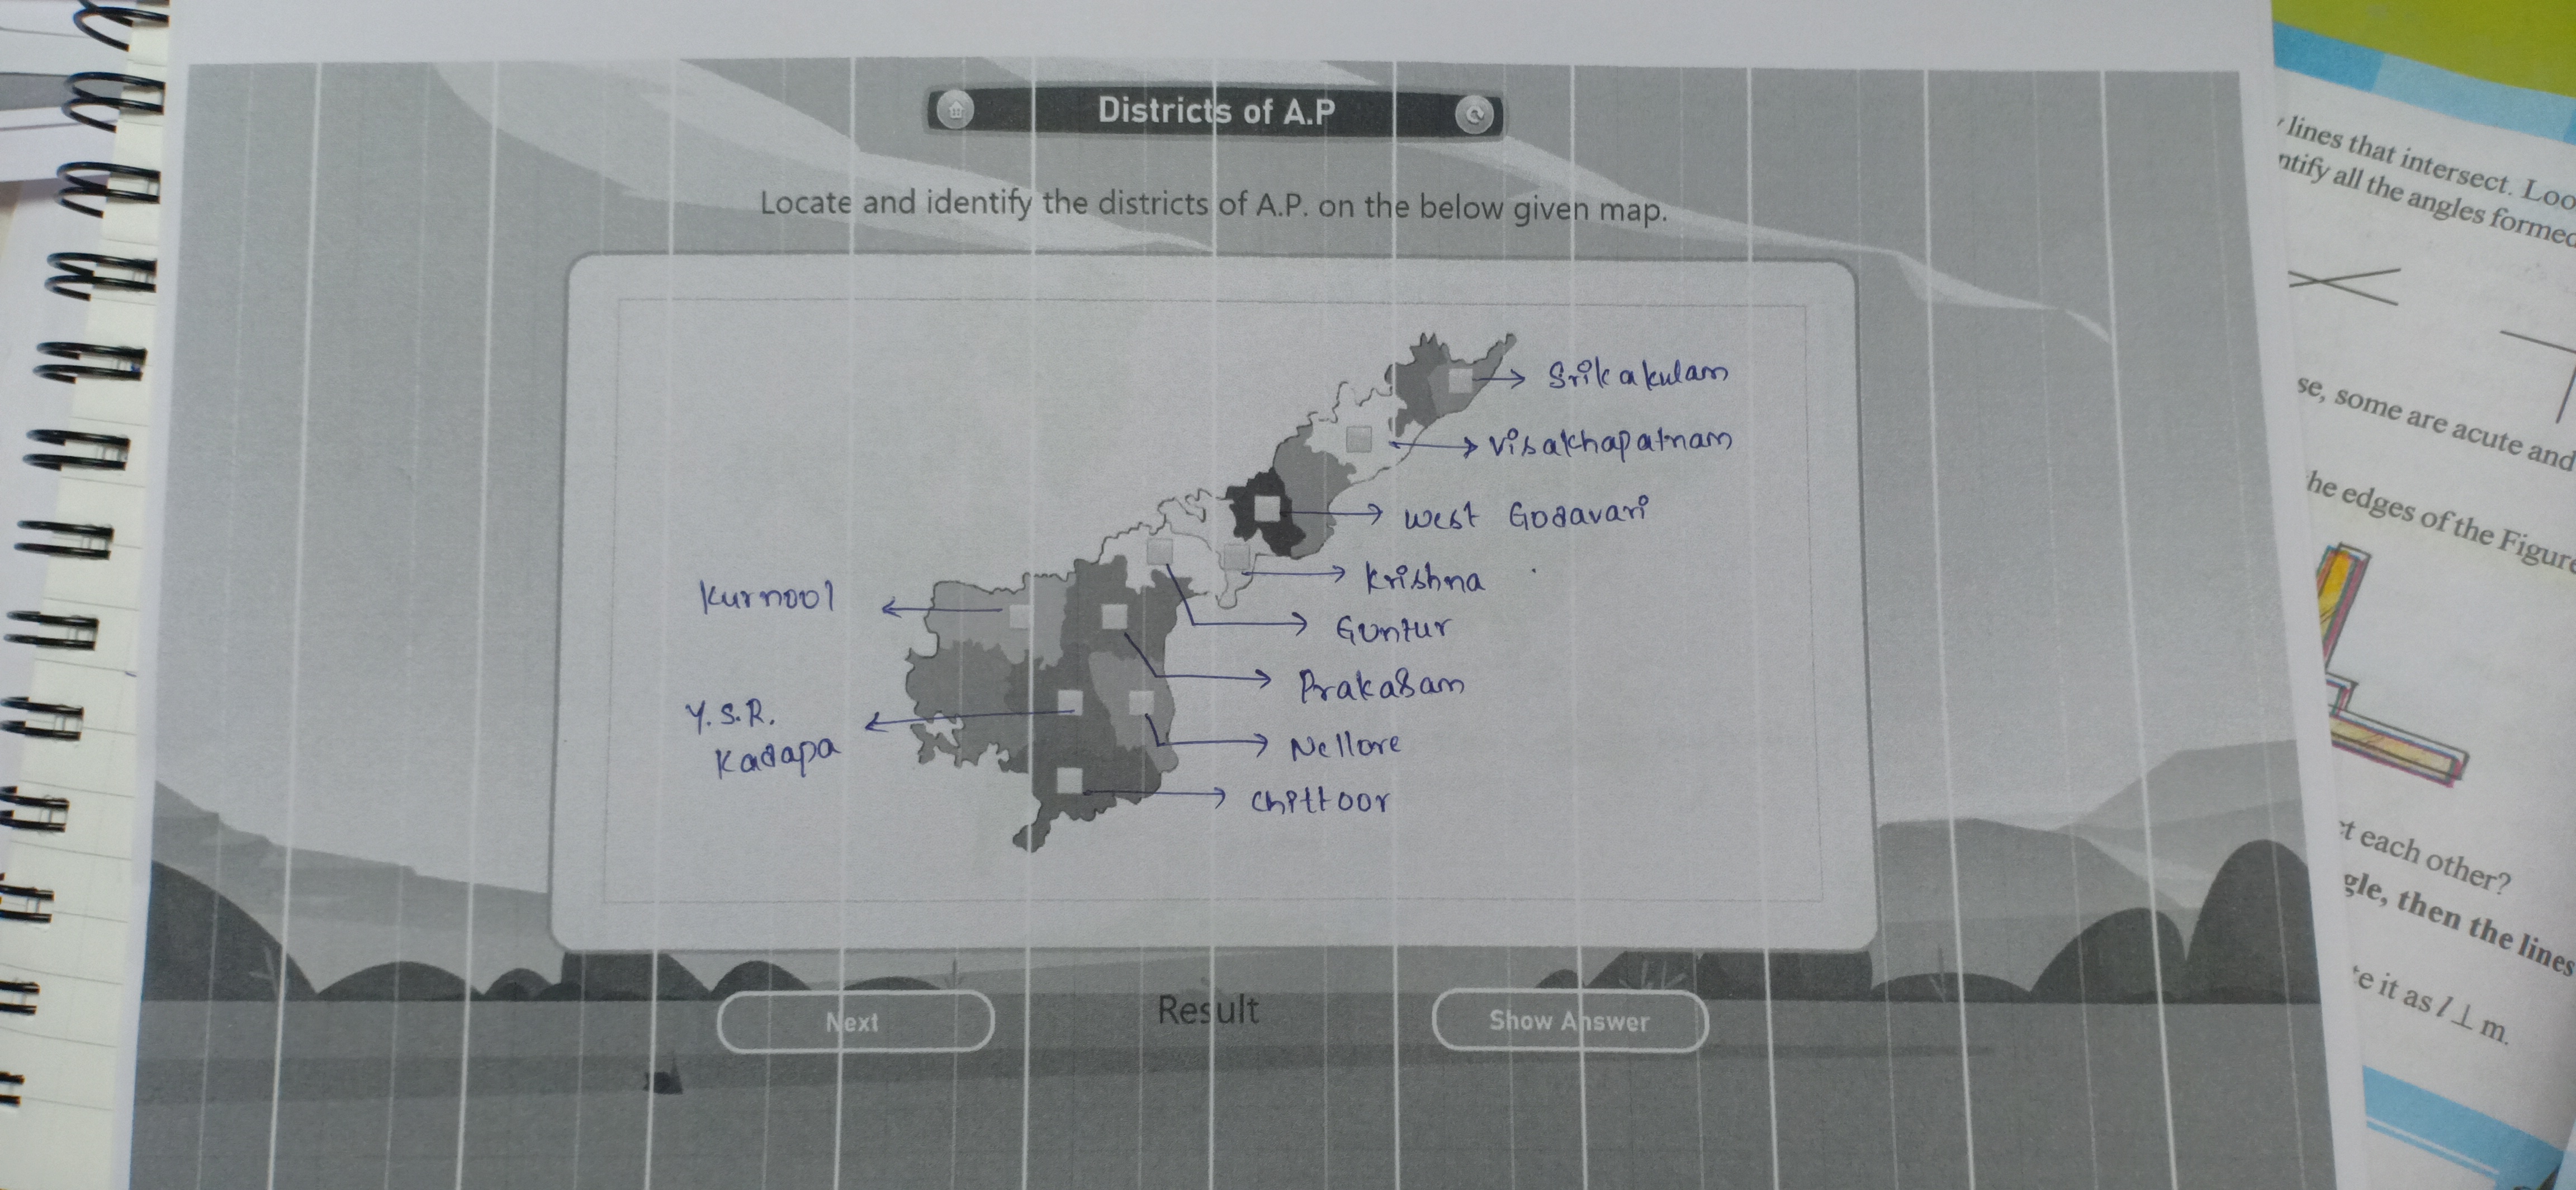 Districts of A.P
Locate and identify the districts of A.P. on the below given map.
Srikakulam
Visakhapatnam
West Godavari
Krishna
Guntur
Prakasam
Nellore
Chittoor
Kurnool
Y.S.R.
Kadapa
Next
Result
Show Answer
lines that intersect. Loo
ntify all the angles formed
se, some are acute and
he edges of the Figure
t each other?
gle, then the lines
te it as l ⊥ m.